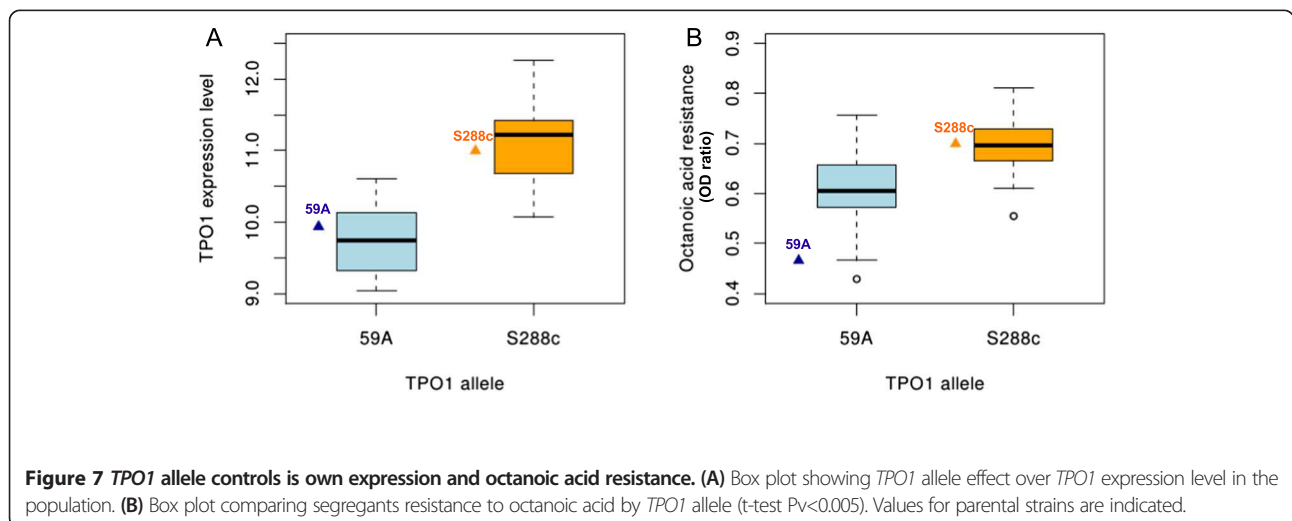 A
TPO1 expression level
12.0
11.0
10.0
9.0
59A
S288c
59A
S288c
TPO1 allele
B
Octanoic acid resistance
(OD ratio)
0.9
0.8
0.7
0.6
0.5
0.4
59A
S288c
59A
S288c
TPO1 allele
Figure 7 TPO1 allele controls is own expression and octanoic acid resistance. (A) Box plot showing TPO1 allele effect over TPO1 expression level in the
population. (B) Box plot comparing segregants resistance to octanoic acid by TPO1 allele (t-test Pv<0.005). Values for parental strains are indicated.